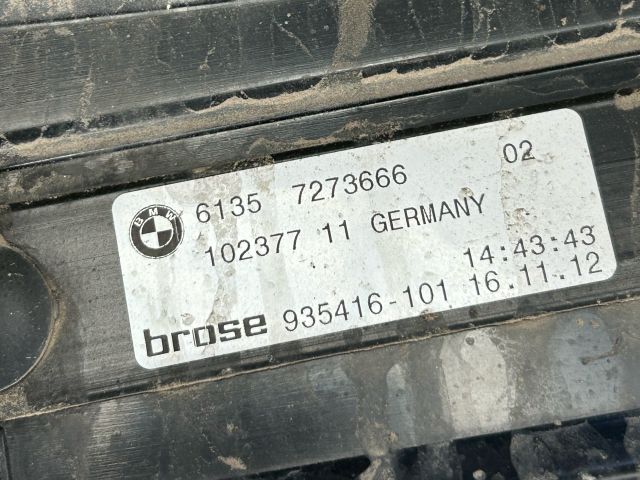 BMW 6135 7273666 02
102377 11 GERMANY
14:43:43
brose 935416-101 16.11.12